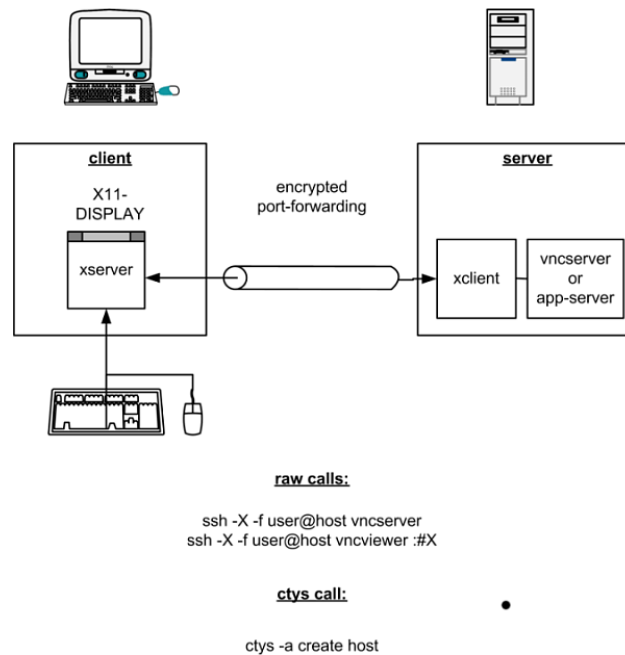 client
server
X11-
DISPLAY
encrypted
port-forwarding
xserver
xclient
vncserver
or
app-server
raw calls:
ssh -X -f user@host vncserver
ssh -X -f user@host vncviewer :#X
ctys call:
ctys -a create host